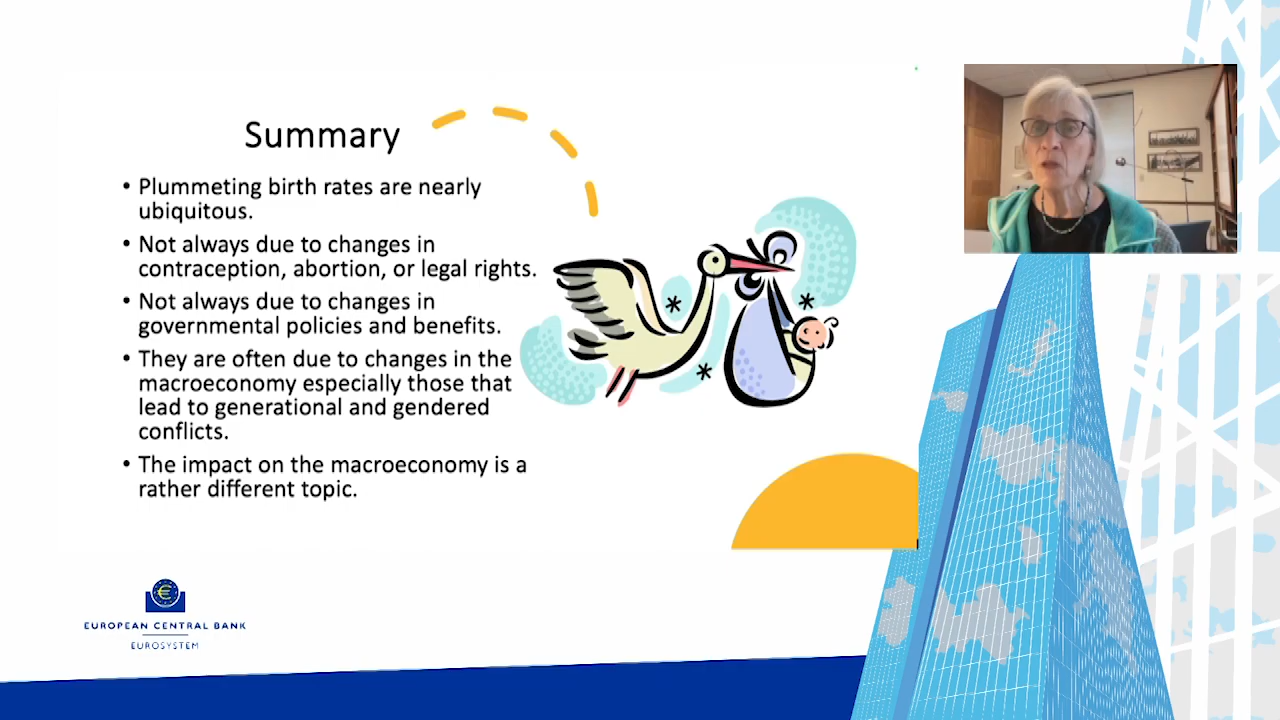 Summary
• Plummeting birth rates are nearly
ubiquitous.
• Not always due to changes in
contraception, abortion, or legal rights.
• Not always due to changes in
governmental policies and benefits.
• They are often due to changes in the
macroeconomy especially those that
lead to generational and gendered
conflicts.
• The impact on the macroeconomy is a
rather different topic.
EUROPEAN CENTRAL BANK
EUROSYSTEM